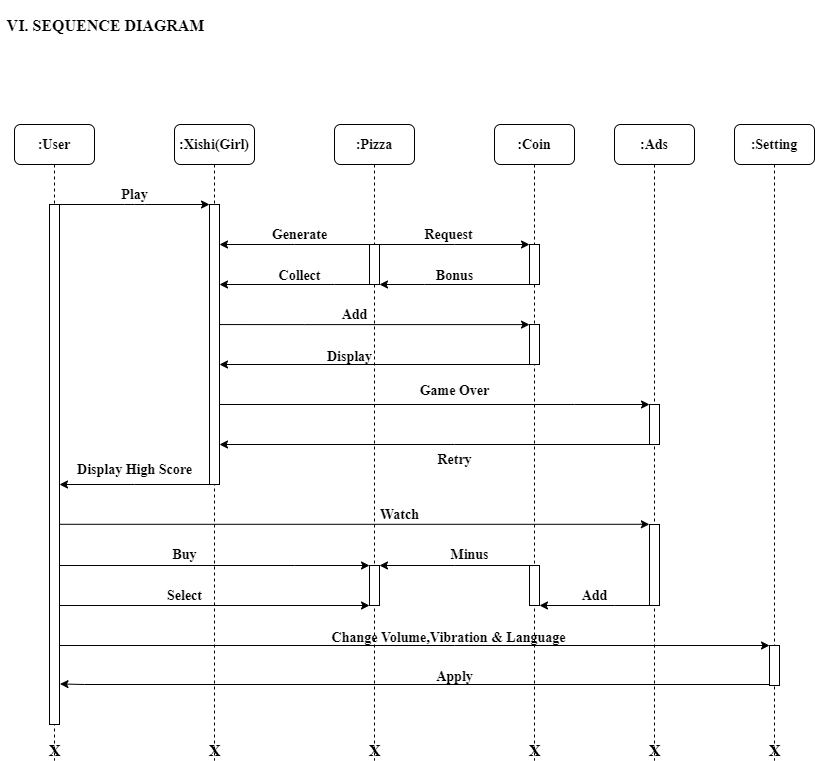 VI. SEQUENCE DIAGRAM
:User
:Xishi(Girl)
:Pizza
:Coin
:Ads
:Setting
Play
Generate
Request
Collect
Bonus
Add
Display
Game Over
Retry
Display High Score
Watch
Buy
Minus
Select
Add
Change Volume,Vibration & Language
Apply
X
X
X
X
X
X